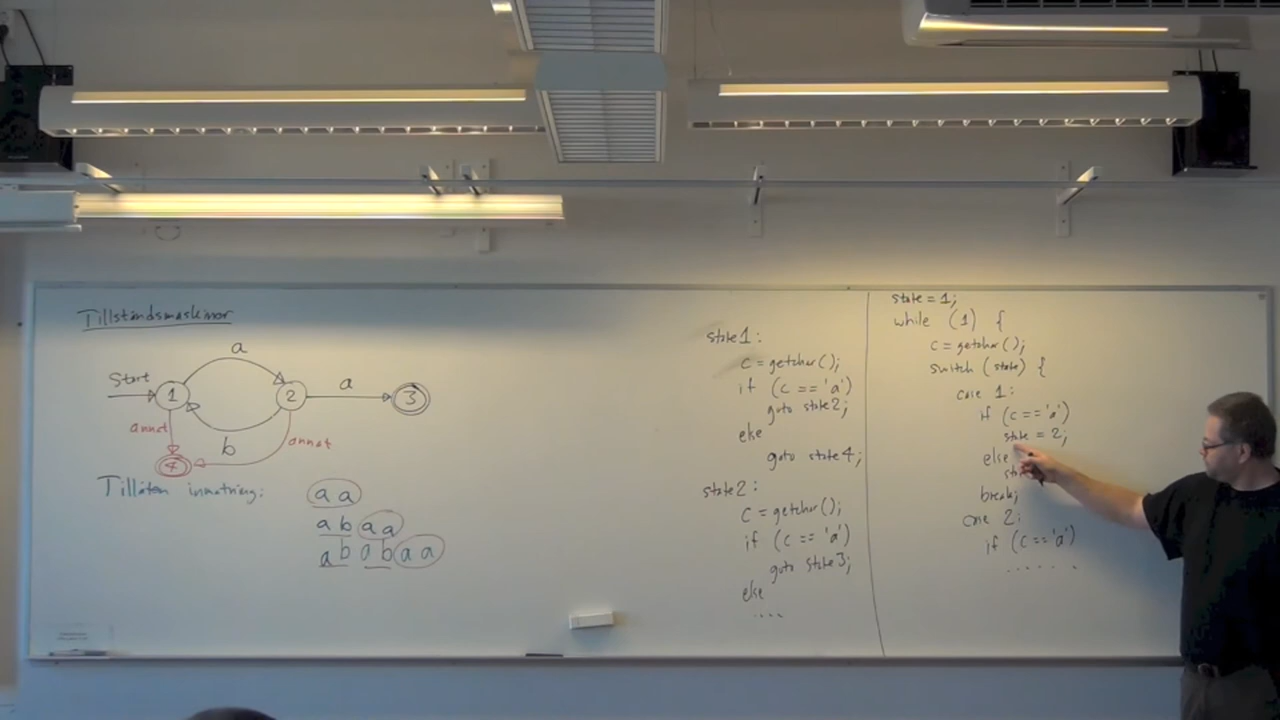 Tillståndsmaskiner
Start
a
1
2
a
3
annat
b
annat
4
Tillåten inmatning:
a a
a b a a
a b a b a a
state1:
c = getchar();
if (c == 'a')
goto state2;
else
goto state4;
state2:
c = getchar();
if (c == 'a')
goto state3;
else
....
state = 1;
while (1) {
c = getchar();
switch (state) {
case 1:
if (c == 'a')
state = 2;
else
break;
case 2:
if (c == 'a')
......